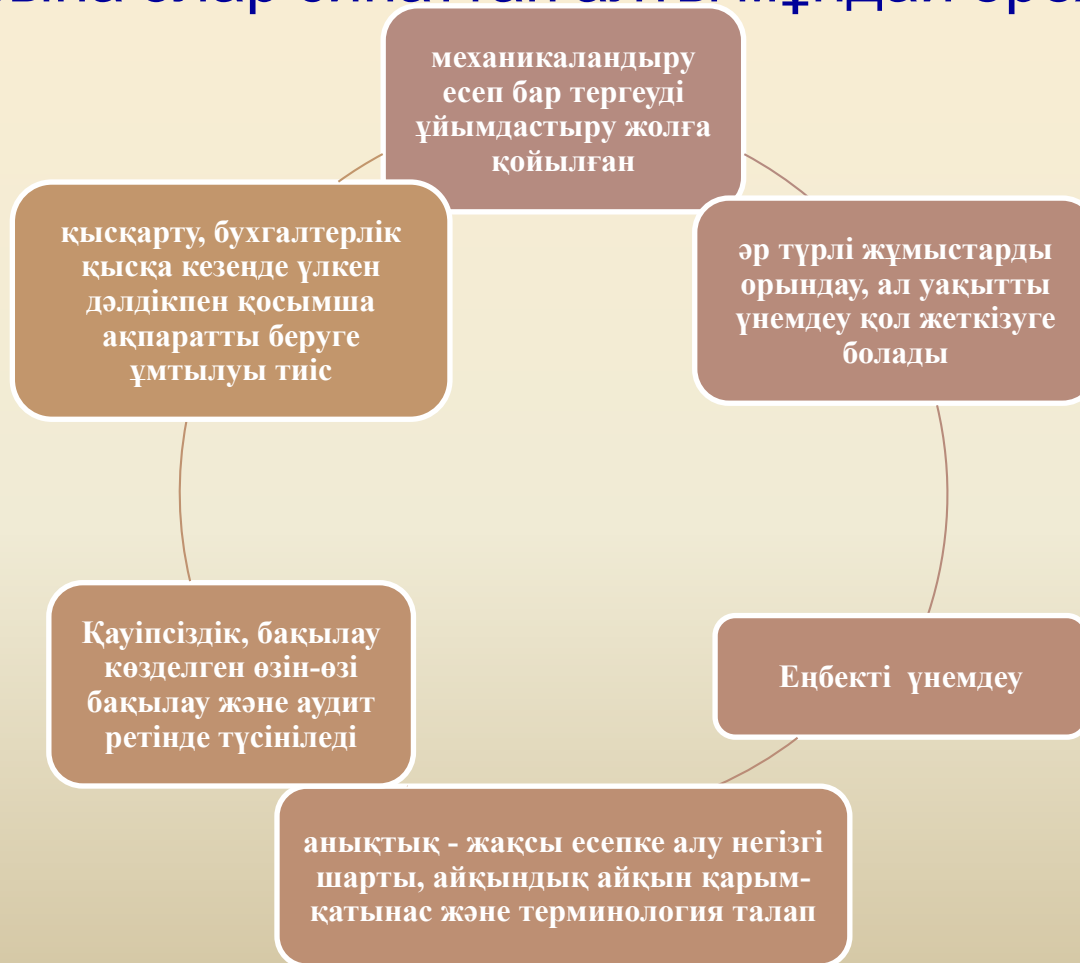 механикаландыру
есеп бар тергеуді
ұйымдастыру жолға
қойылған
әр түрлі жұмыстарды
орындау, ал уақытты
үнемдеу қол жеткізуге
болады
Еңбекті үнемдеу
анықтық - жақсы есепке алу негізгі
шарты, айқындық айқын қарым-
қатынас және терминология талап
Қауіпсіздік, бақылау
көзделген өзін-өзі
бақылау және аудит
ретінде түсініледі
қысқарту, бухгалтерлік
қысқа кезеңде үлкен
дәлдікпен қосымша
ақпаратты беруге
ұмтылуы тиіс